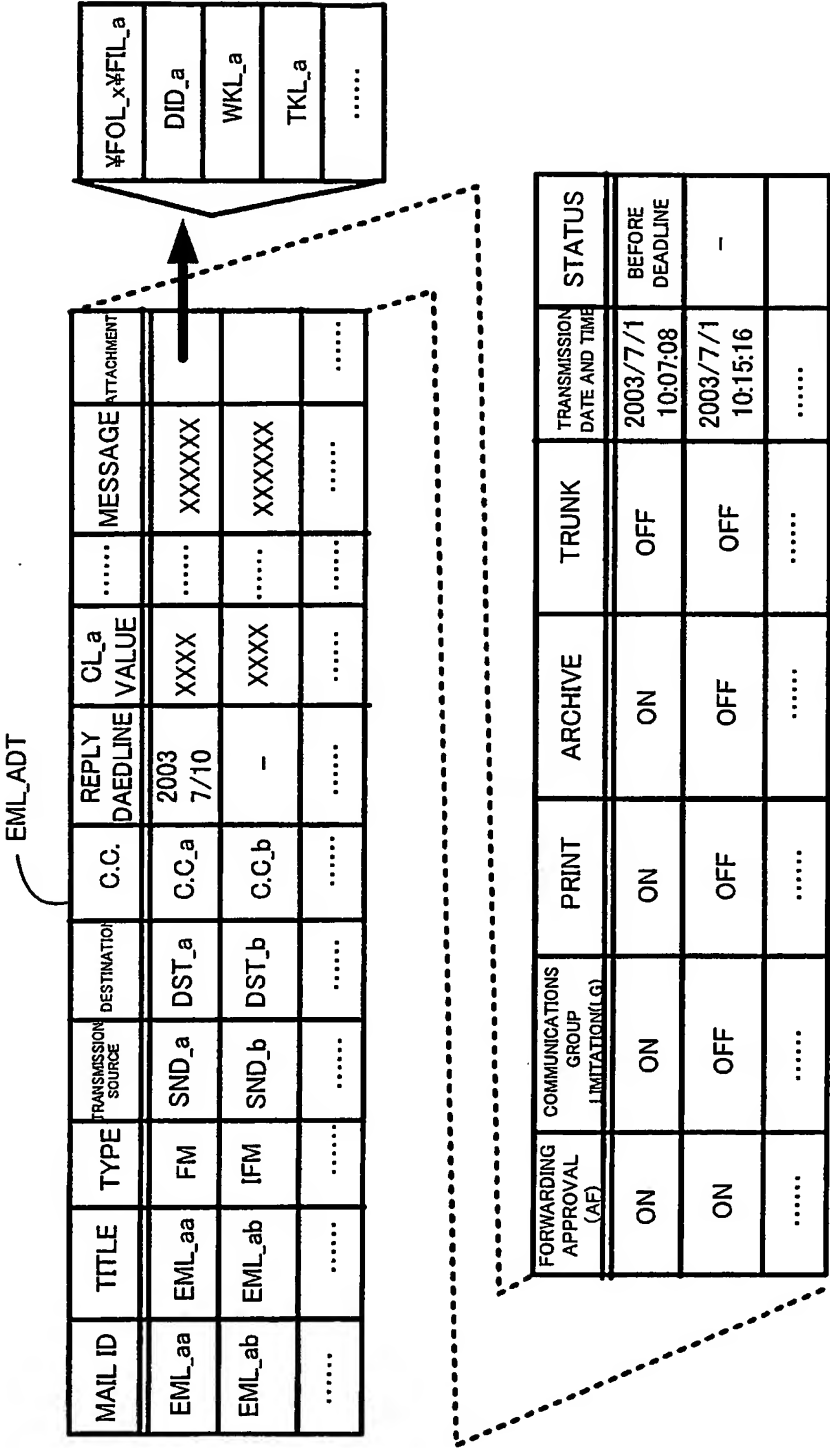 EML_ADT
MAIL ID TITLE TYPE TRANSMISSION SOURCE DESTINATION C.C. REPLY DAEDLINE CL_a VALUE ...... MESSAGE ATTACHMENT
EML_aa EML_aa FM SND_a DST_a C.C_a 2003 7/10 XXXX ...... XXXXXX
EML_ab EML_ab IFM SND_b DST_b C.C_b – XXXX ...... XXXXXX
...... ...... ...... ...... ...... ...... ...... ...... ...... ...... ......
¥FOL_x¥FIL_a
DID_a
WKL_a
TKL_a
......
FORWARDING APPROVAL (AF) COMMUNICATIONS GROUP LIMITATION(LG) PRINT ARCHIVE TRUNK TRANSMISSION DATE AND TIME STATUS
ON ON ON ON OFF 2003/7/1 10:07:08 BEFORE DEADLINE
ON OFF OFF OFF OFF 2003/7/1 10:15:16 –
...... ...... ...... ...... ...... ......